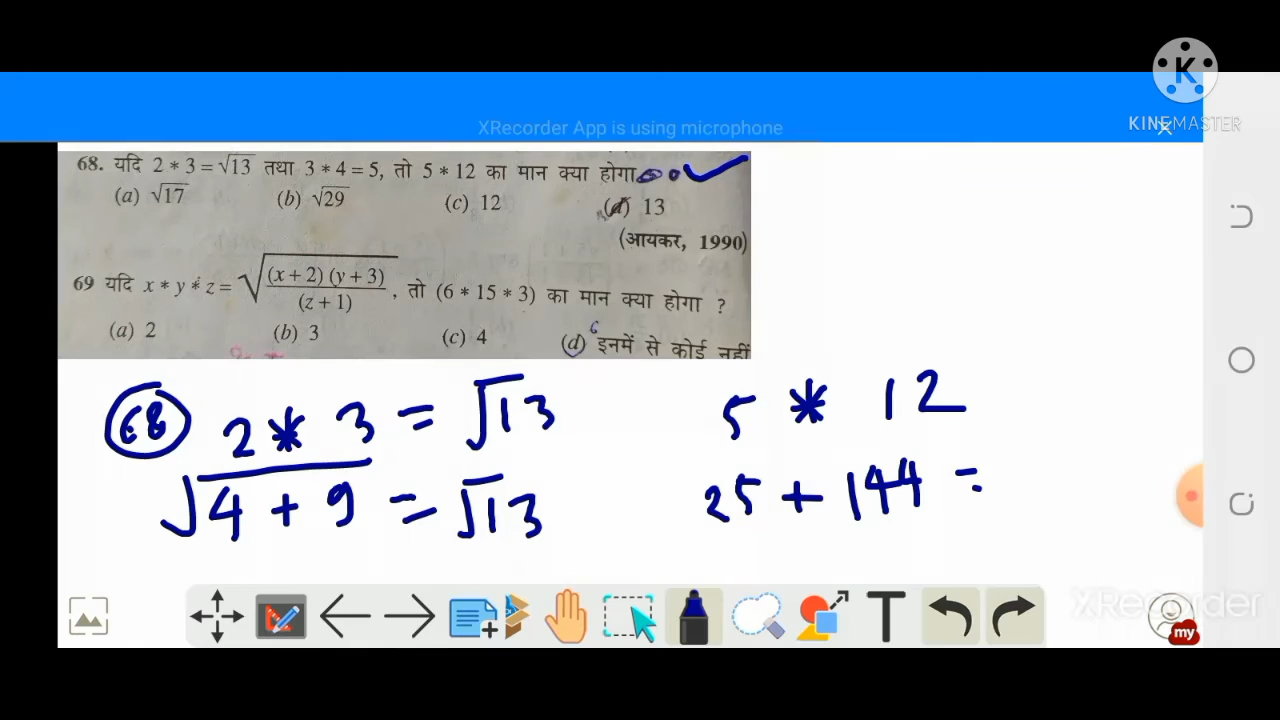 KINEMASTER
XRecorder App is using microphone
68. यदि 2 * 3 = √13 तथा 3 * 4 = 5, तो 5 * 12 का मान क्या होगा
(a) √17 (b) √29 (c) 12 (d) 13
(आयकर, 1990)
69 यदि x * y * z = √((x + 2) (y + 3) / (z + 1)), तो (6 * 15 * 3) का मान क्या होगा ?
(a) 2 (b) 3 (c) 4 (d) इनमें से कोई नहीं
6
68 2 * 3 = √13 5 * 12
√4 + 9 = √13 25 + 144 =
XRecorder
T
my